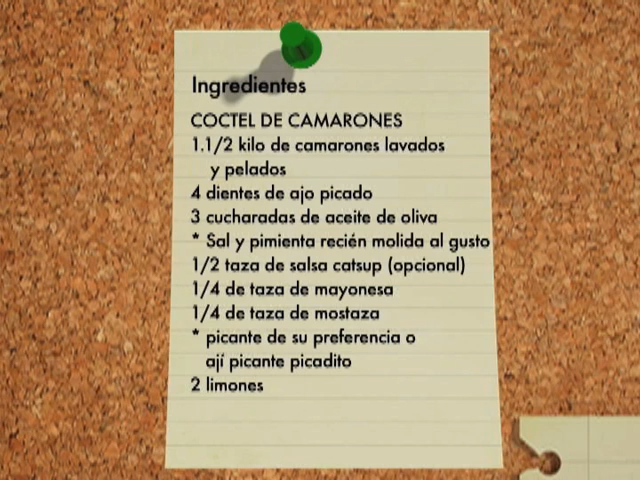 Ingredientes
COCTEL DE CAMARONES
1.1/2 kilo de camarones lavados
y pelados
4 dientes de ajo picado
3 cucharadas de aceite de oliva
* Sal y pimienta recién molida al gusto
1/2 taza de salsa catsup (opcional)
1/4 de taza de mayonesa
1/4 de taza de mostaza
* picante de su preferencia o
ají picante picadito
2 limones